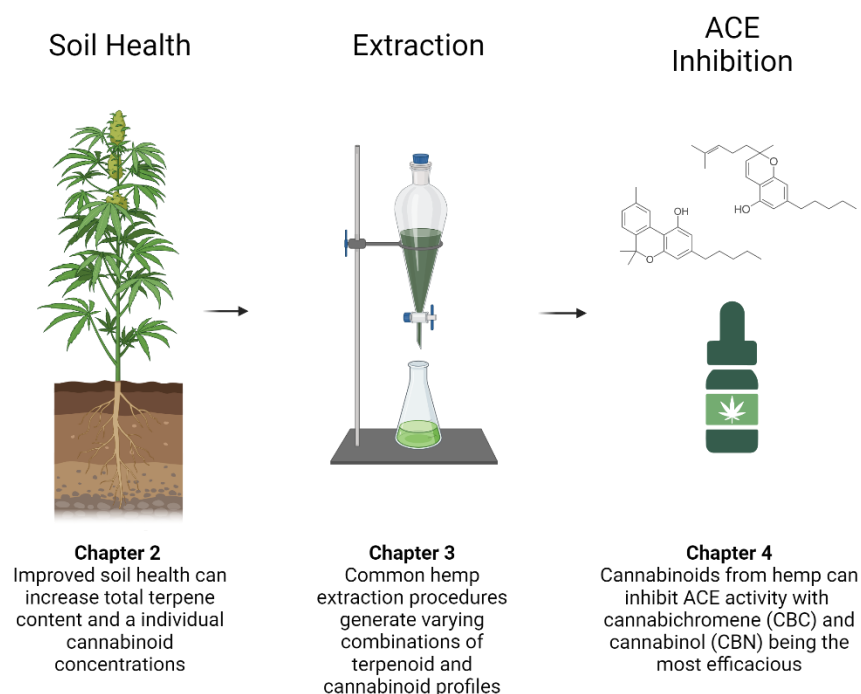 Soil Health
Extraction
ACE
Inhibition
OH
O
O
HO
Chapter 2
Improved soil health can
increase total terpene
content and a individual
cannabinoid
concentrations
Chapter 3
Common hemp
extraction procedures
generate varying
combinations of
terpenoid and
cannabinoid profiles
Chapter 4
Cannabinoids from hemp can
inhibit ACE activity with
cannabichromene (CBC) and
cannabinol (CBN) being the
most efficacious